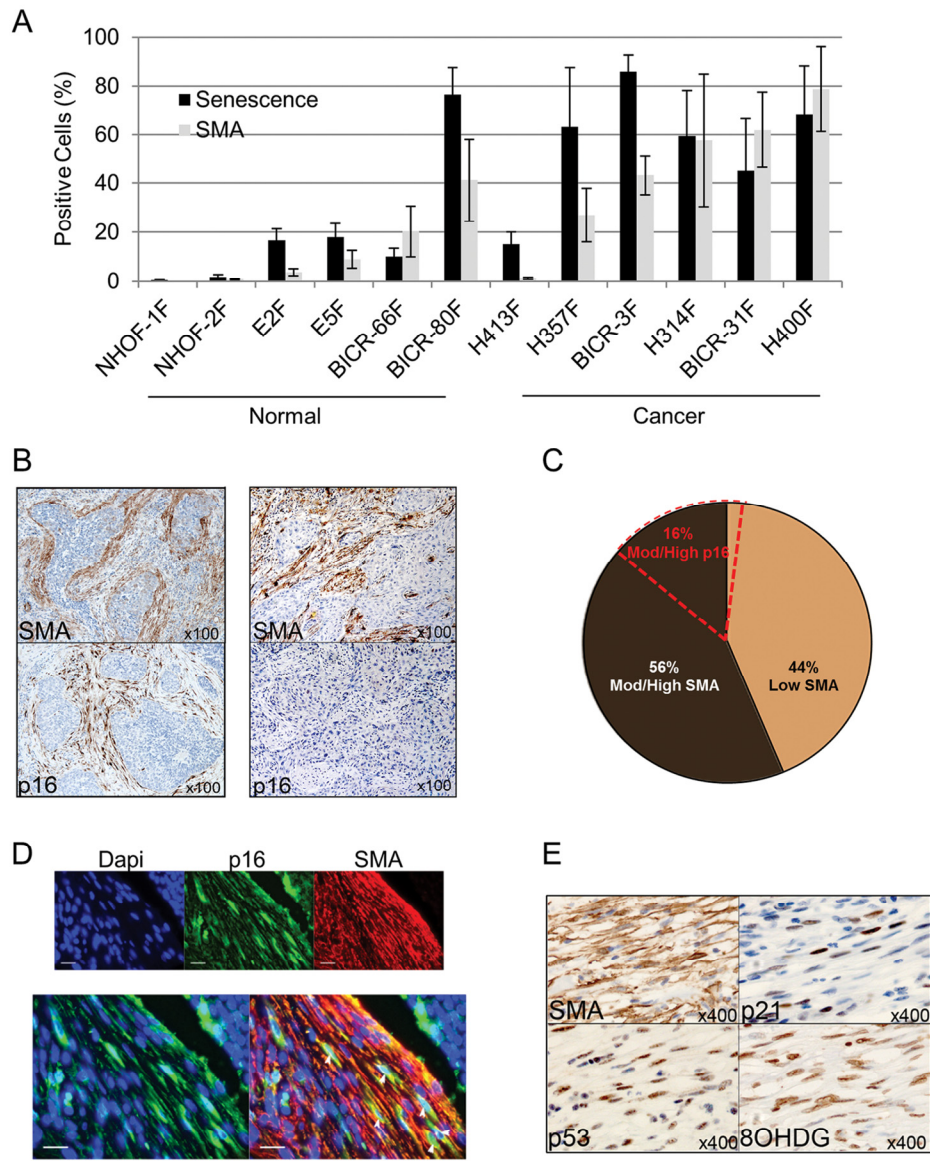 A
Positive Cells (%)
100
80
60
40
20
0
Senescence
SMA
NHOF-1F
NHOF-2F
E2F
E5F
BICR-66F
BICR-80F
H413F
H357F
BICR-3F
H314F
BICR-31F
H400F
Normal
Cancer
B
SMA
x100
p16
x100
SMA
x100
p16
x100
C
16%
Mod/High p16
56%
Mod/High SMA
44%
Low SMA
D
Dapi
p16
SMA
E
SMA
x400
p21
x400
p53
x400
8OHDG
x400